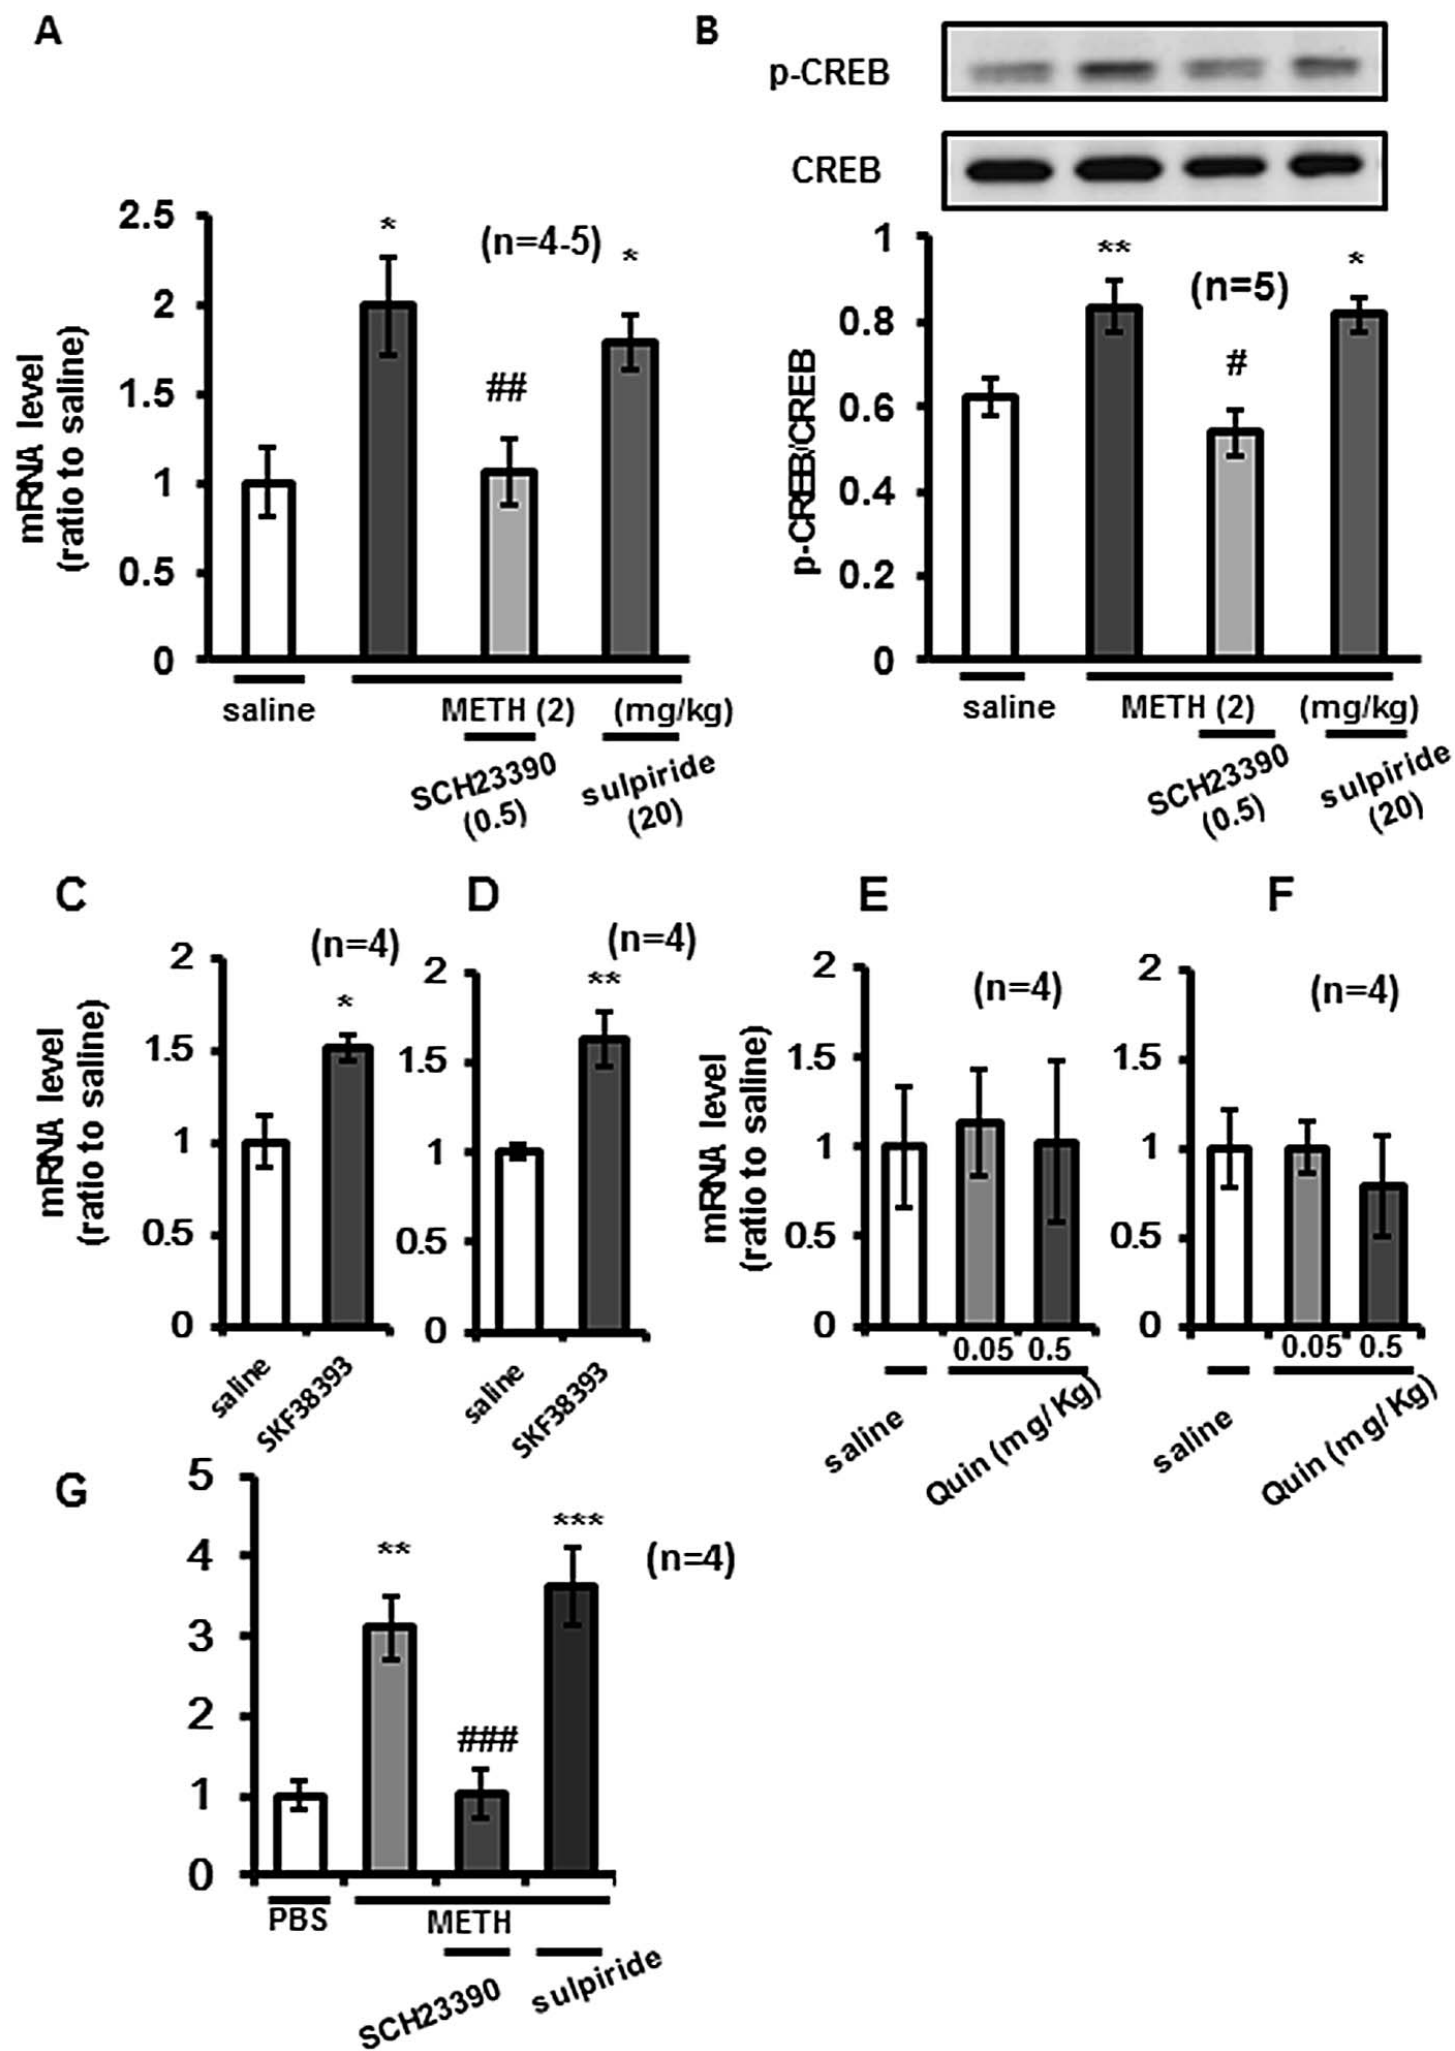 A
2.5
2
1.5
1
0.5
0
mRNA level
(ratio to saline)
*
(n=4-5)
*
##
saline
METH (2)
(mg/kg)
SCH23390
(0.5)
sulpiride
(20)
B
p-CREB
CREB
1
0.8
0.6
0.4
0.2
0
p-CREB/CREB
**
(n=5)
*
#
saline
METH (2)
(mg/kg)
SCH23390
(0.5)
sulpiride
(20)
C
(n=4)
2
1.5
1
0.5
0
mRNA level
(ratio to saline)
*
saline
SKF38393
D
(n=4)
2
1.5
1
0.5
0
**
saline
SKF38393
E
(n=4)
2
1.5
1
0.5
0
mRNA level
(ratio to saline)
0.05 0.5
saline
Quin (mg/Kg)
F
(n=4)
2
1.5
1
0.5
0
0.05 0.5
saline
Quin (mg/Kg)
G
5
4
3
2
1
0
**
###
***
(n=4)
PBS
METH
SCH23390
sulpiride